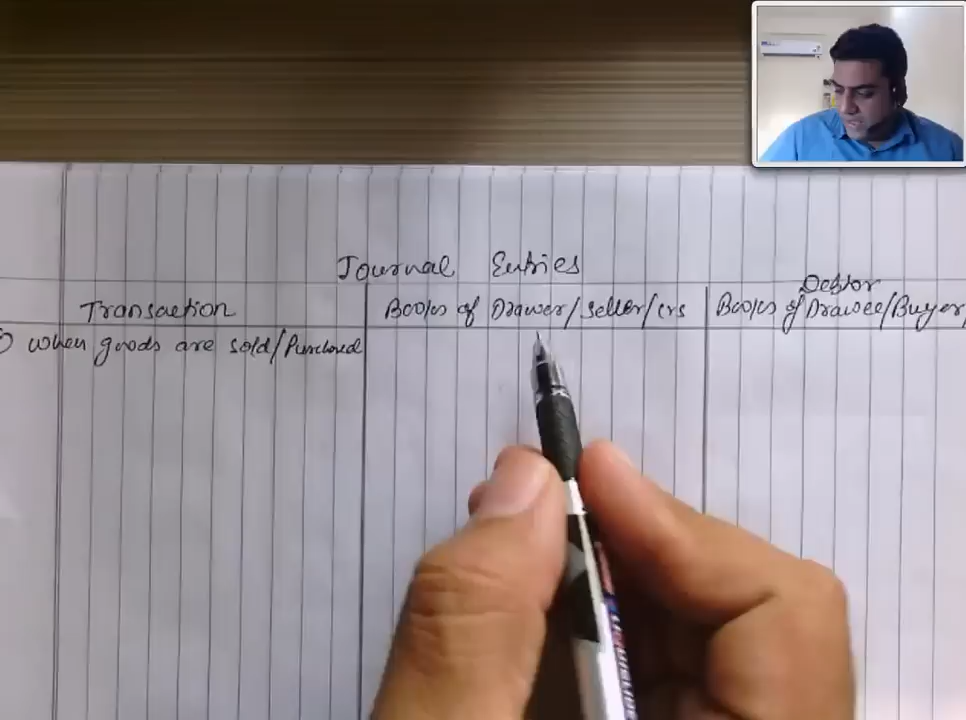 Journal Entries
Transaction
Books of Drawer/Seller/Crs
Debtor
Books of Drawee/Buyer/
) when goods are sold/Purchased